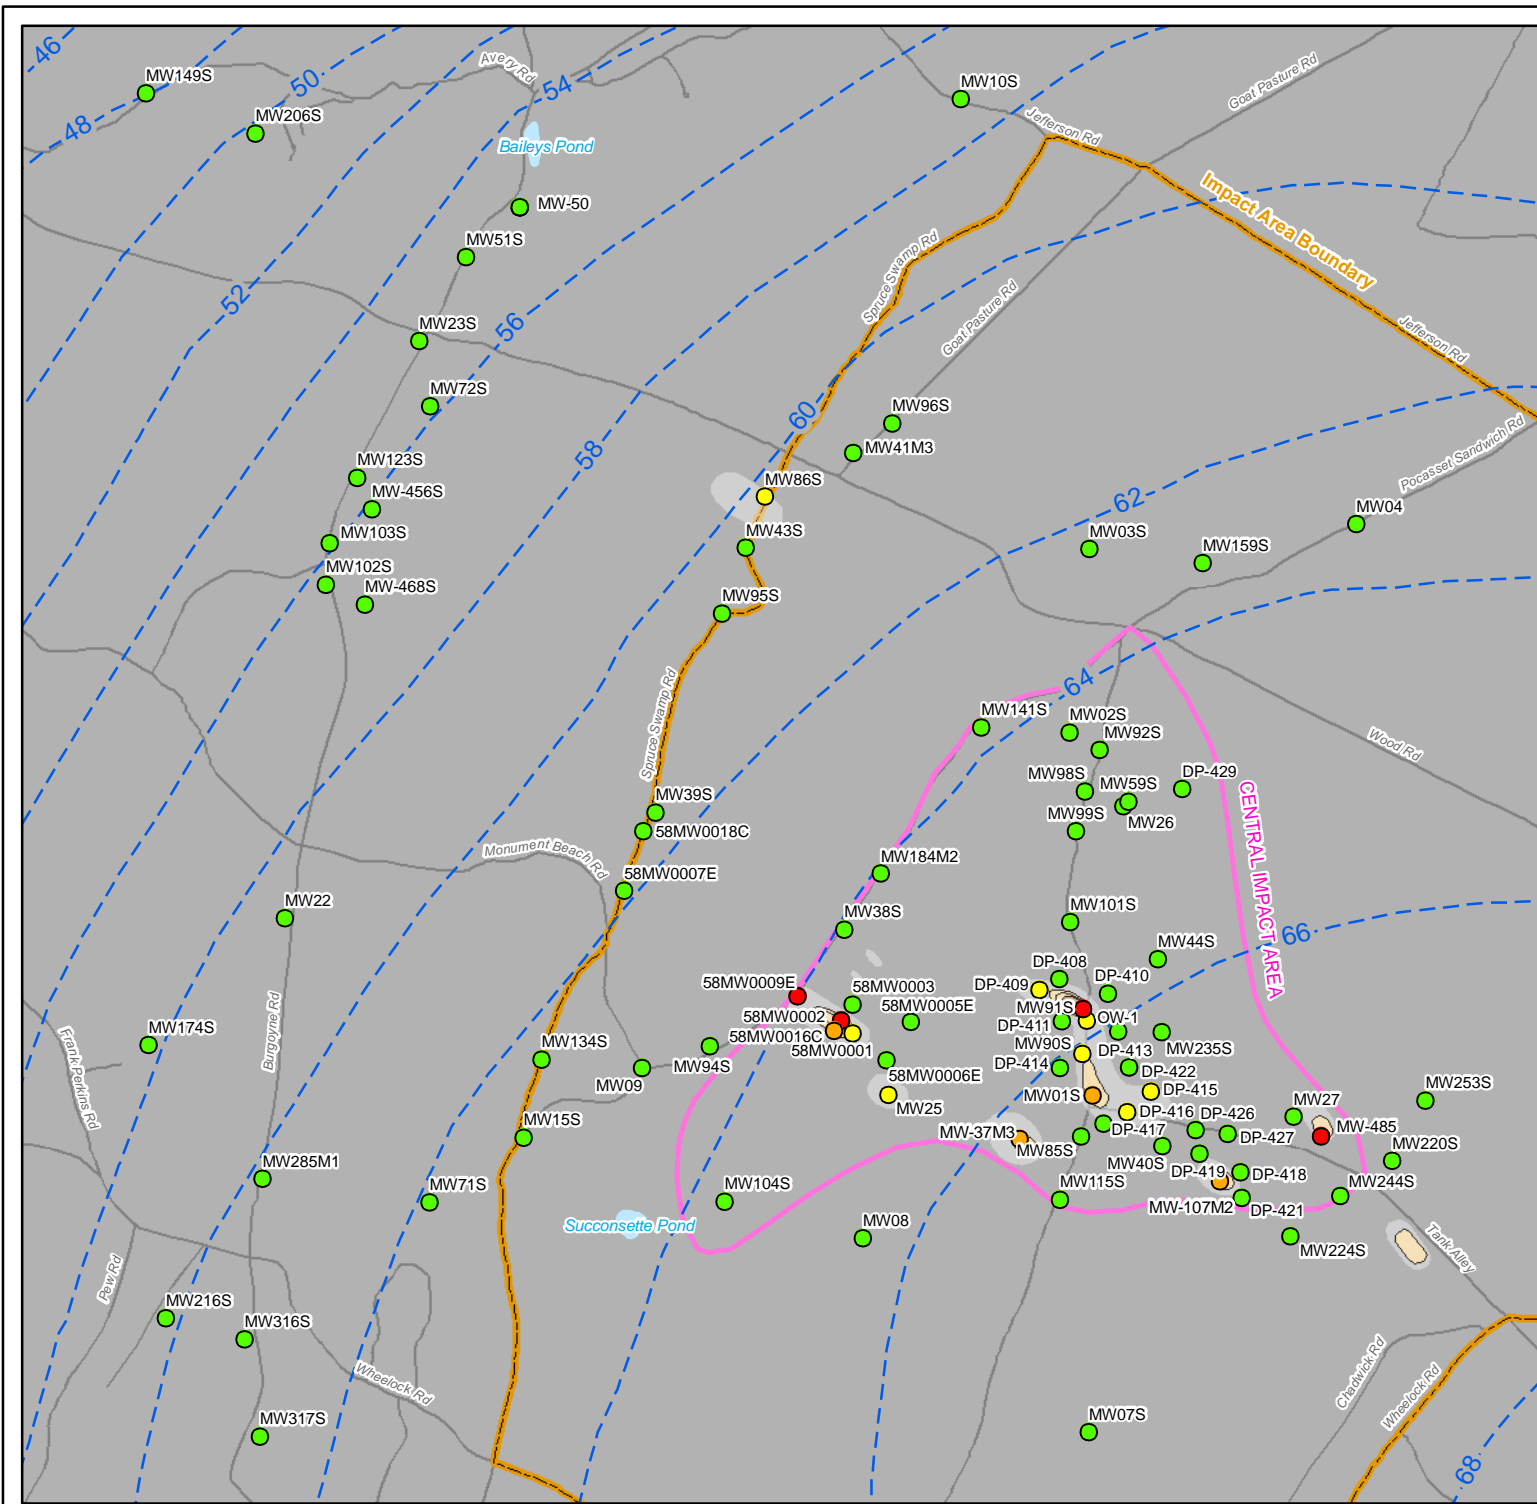 46
MW149S
50
Avery Rd
54
MW10S
Goat Pasture Rd
48
MW206S
Jefferson Rd
Baileys Pond
Impact Area Boundary
MW-50
MW51S
Spruce Swamp Rd
52
Goat Pasture Rd
MW23S
56
Jefferson Rd
MW72S
60
MW96S
MW41M3
Pocasset Sandwich Rd
58
MW123S
MW86S
MW-456S
62
MW04
MW103S
MW43S
MW03S
MW159S
MW102S
MW-468S
MW95S
64
Spruce Swamp Rd
MW141S
MW02S
MW92S
Wood Rd
MW98S
MW59S
DP-429
MW39S
MW99S
MW26
58MW0018C
CENTRAL IMPACT AREA
Monument Beach Rd
58MW0007E
MW184M2
MW22
MW38S
MW101S
66
MW44S
DP-408
58MW0009E
58MW0003
DP-409
DP-410
Burgoyne Rd
58MW0002
58MW0005E
MW91S
OW-1
MW174S
58MW0016C
DP-411
Frank Perkins Rd
MW134S
MW94S
58MW0001
MW90S
DP-413
MW235S
MW09
58MW0006E
DP-414
DP-422
MW25
MW01S
DP-415
MW27
MW253S
MW15S
MW-37M3
DP-416
DP-426
MW-485
MW85S
DP-417
DP-427
MW220S
MW285M1
MW40S
DP-419
DP-418
MW71S
MW104S
MW115S
MW-107M2
DP-421
MW244S
Succonsette Pond
MW08
MW224S
Tank Alley
Pew Rd
MW216S
MW316S
Wheelock Rd
Chadwick Rd
Wheelock Rd
MW317S
MW07S
68